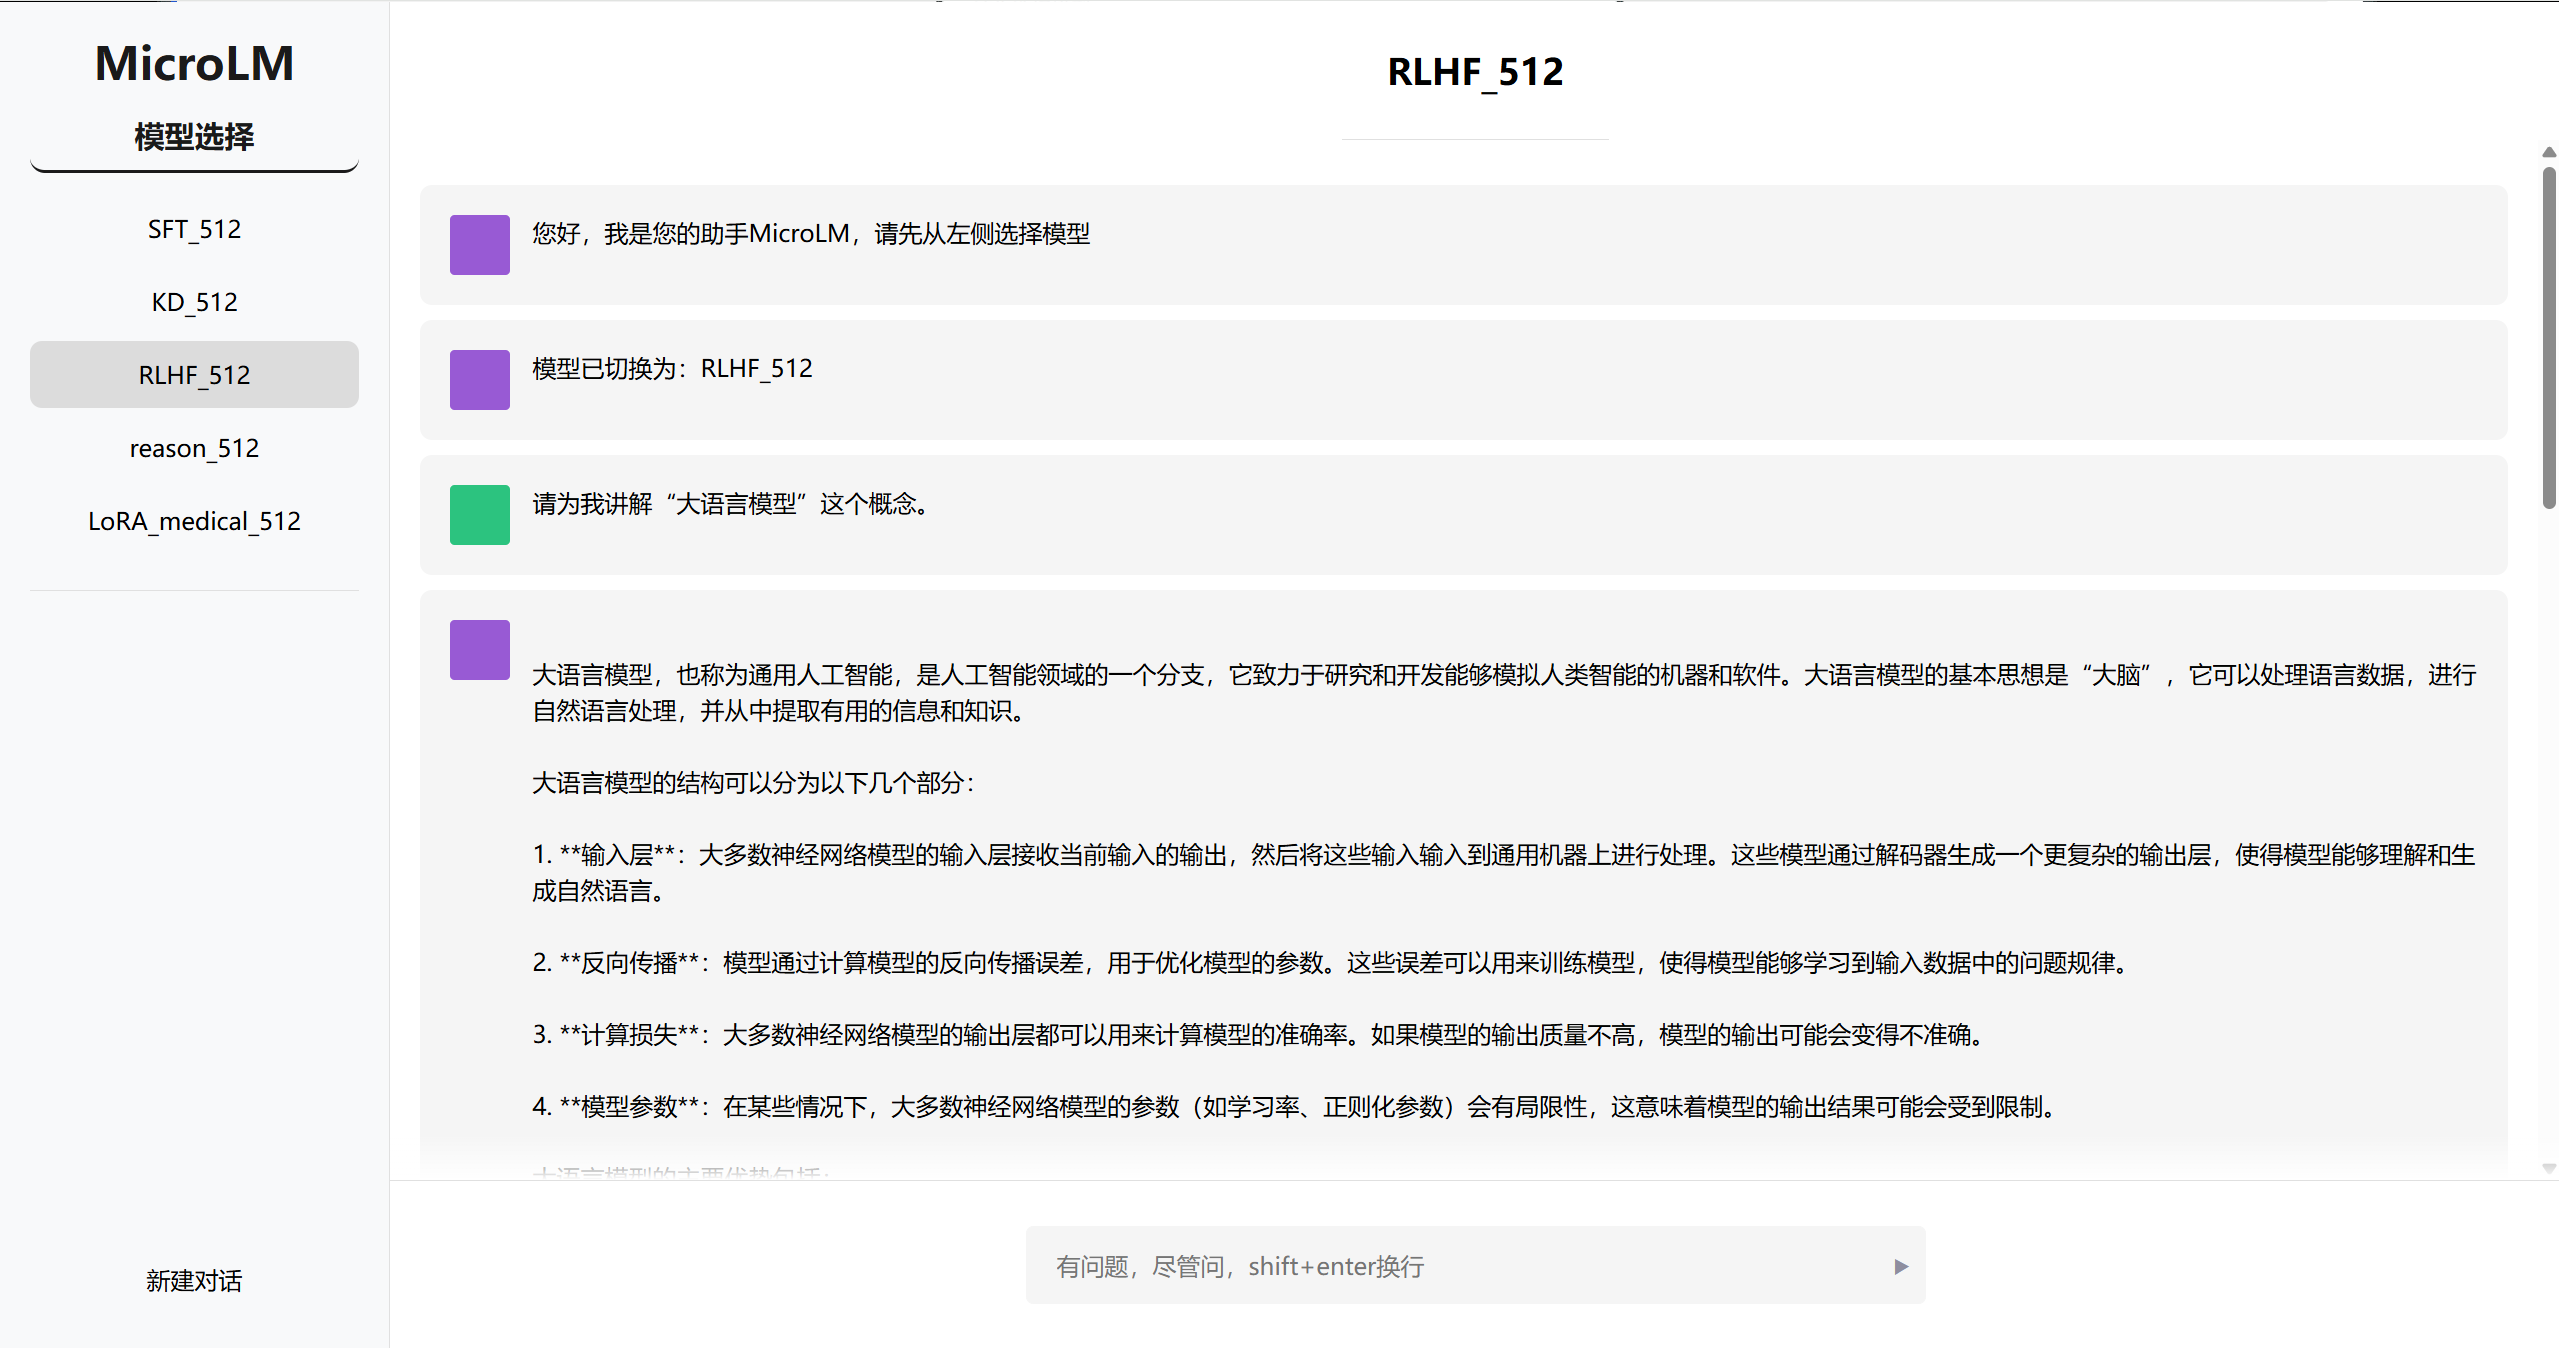 MicroLM
模型选择
SFT_512
KD_512
RLHF_512
reason_512
LoRA_medical_512
新建对话
RLHF_512
您好，我是您的助手MicroLM，请先从左侧选择模型
模型已切换为：RLHF_512
请为我讲解“大语言模型”这个概念。
大语言模型，也称为通用人工智能，是人工智能领域的一个分支，它致力于研究和开发能够模拟人类智能的机器和软件。大语言模型的基本思想是“大脑”，它可以处理语言数据，进行
自然语言处理，并从中提取有用的信息和知识。
大语言模型的结构可以分为以下几个部分：
1. **输入层**：大多数神经网络模型的输入层接收当前输入的输出，然后将这些输入输入到通用机器上进行处理。这些模型通过解码器生成一个更复杂的输出层，使得模型能够理解和生
成自然语言。
2. **反向传播**：模型通过计算模型的反向传播误差，用于优化模型的参数。这些误差可以用来训练模型，使得模型能够学习到输入数据中的问题规律。
3. **计算损失**：大多数神经网络模型的输出层都可以用来计算模型的准确率。如果模型的输出质量不高，模型的输出可能会变得不准确。
4. **模型参数**：在某些情况下，大多数神经网络模型的参数（如学习率、正则化参数）会有局限性，这意味着模型的输出结果可能会受到限制。
大语言模型的主要优势包括：
有问题，尽管问，shift+enter换行